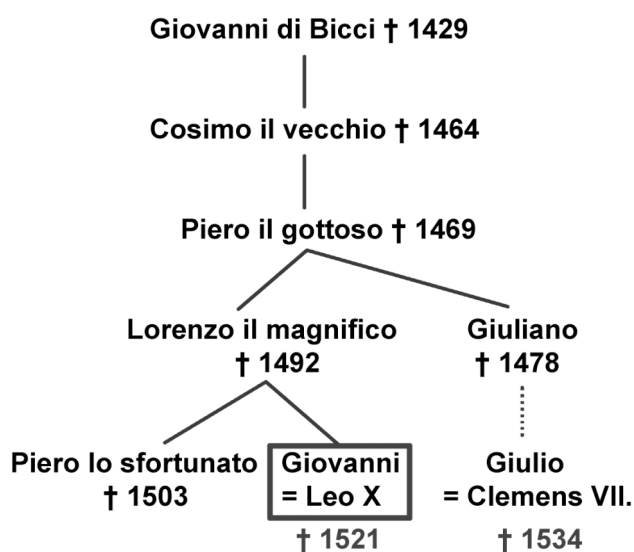 Giovanni di Bicci † 1429
Cosimo il vecchio † 1464
Piero il gottoso † 1469
Lorenzo il magnifico
† 1492
Giuliano
† 1478
Piero lo sfortunato
† 1503
Giovanni
= Leo X
† 1521
Giulio
= Clemens VII.
† 1534